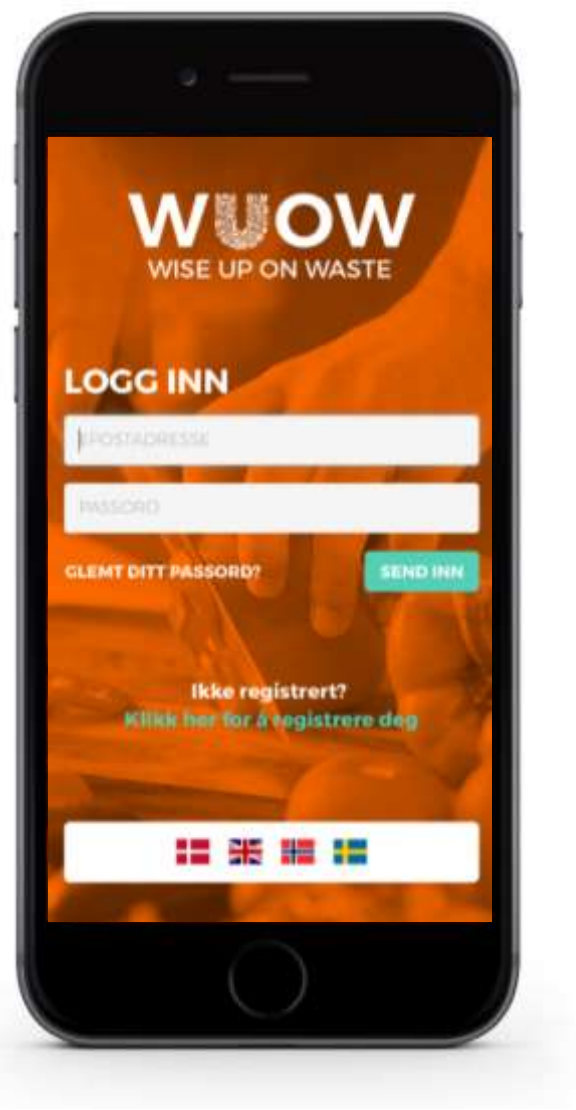 WUOW
WISE UP ON WASTE
LOGG INN
EPOSTADRESSE
PASSORD
GLEMT DITT PASSORD?
SEND INN
Ikke registrert?
Klikk her for å registrere deg